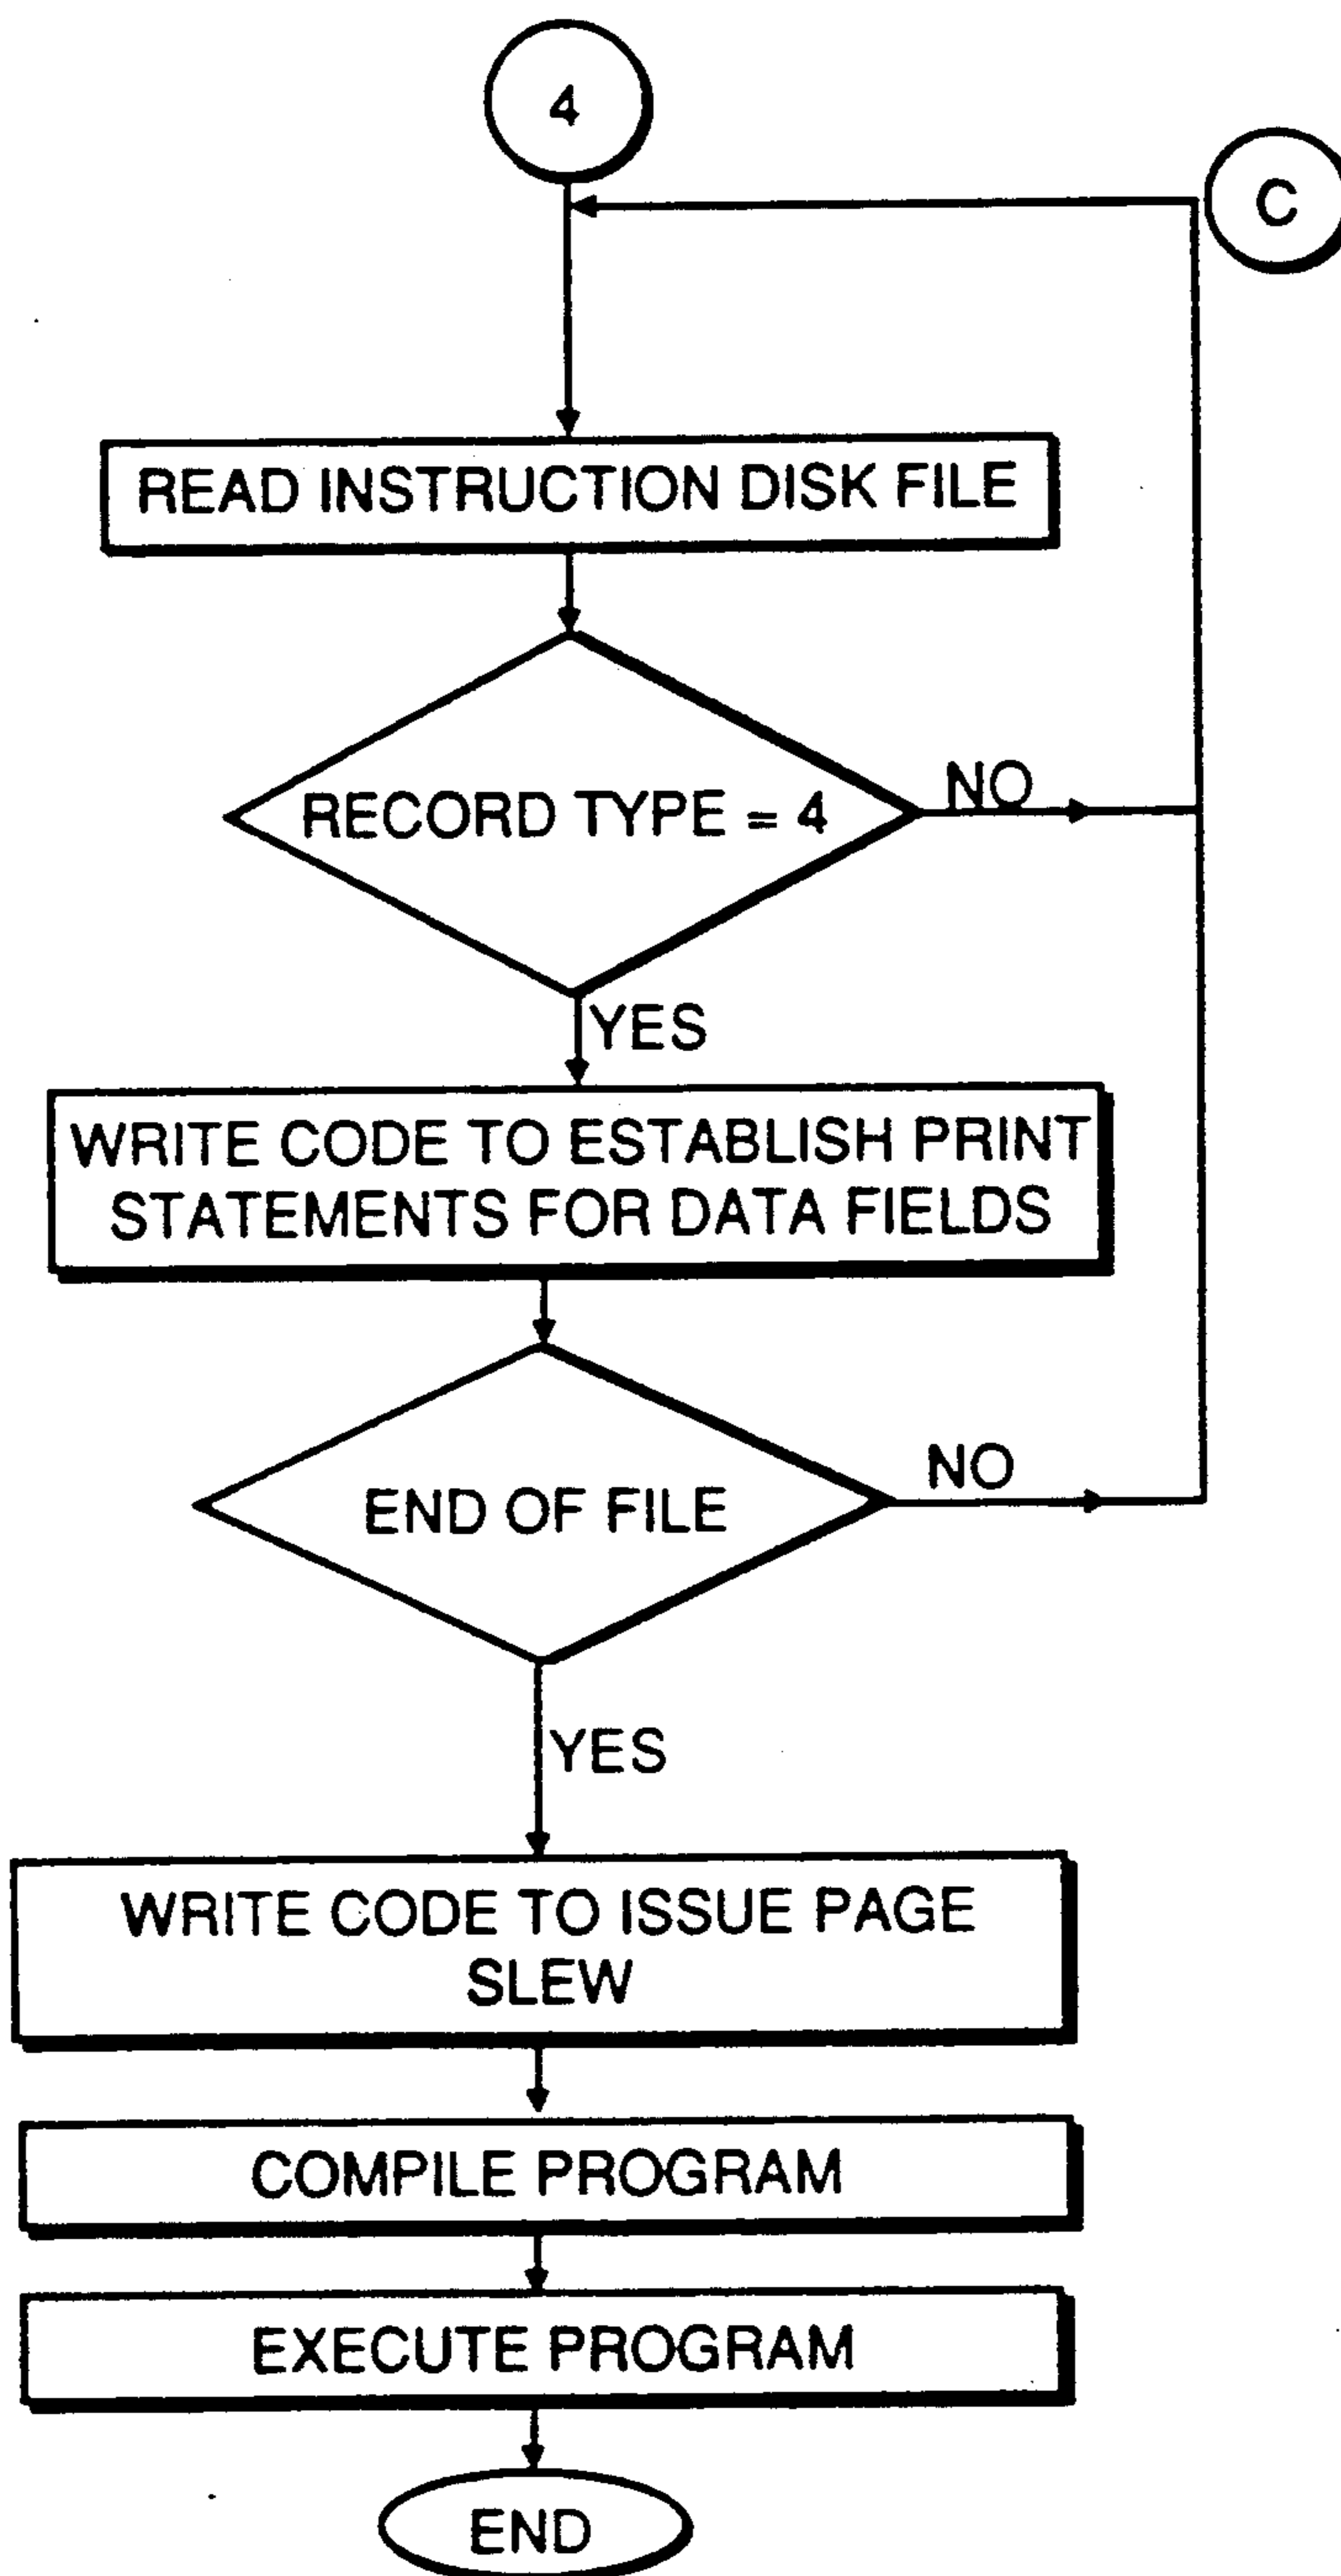 4
C
READ INSTRUCTION DISK FILE
RECORD TYPE = 4
NO
YES
WRITE CODE TO ESTABLISH PRINT
STATEMENTS FOR DATA FIELDS
END OF FILE
NO
YES
WRITE CODE TO ISSUE PAGE
SLEW
COMPILE PROGRAM
EXECUTE PROGRAM
END